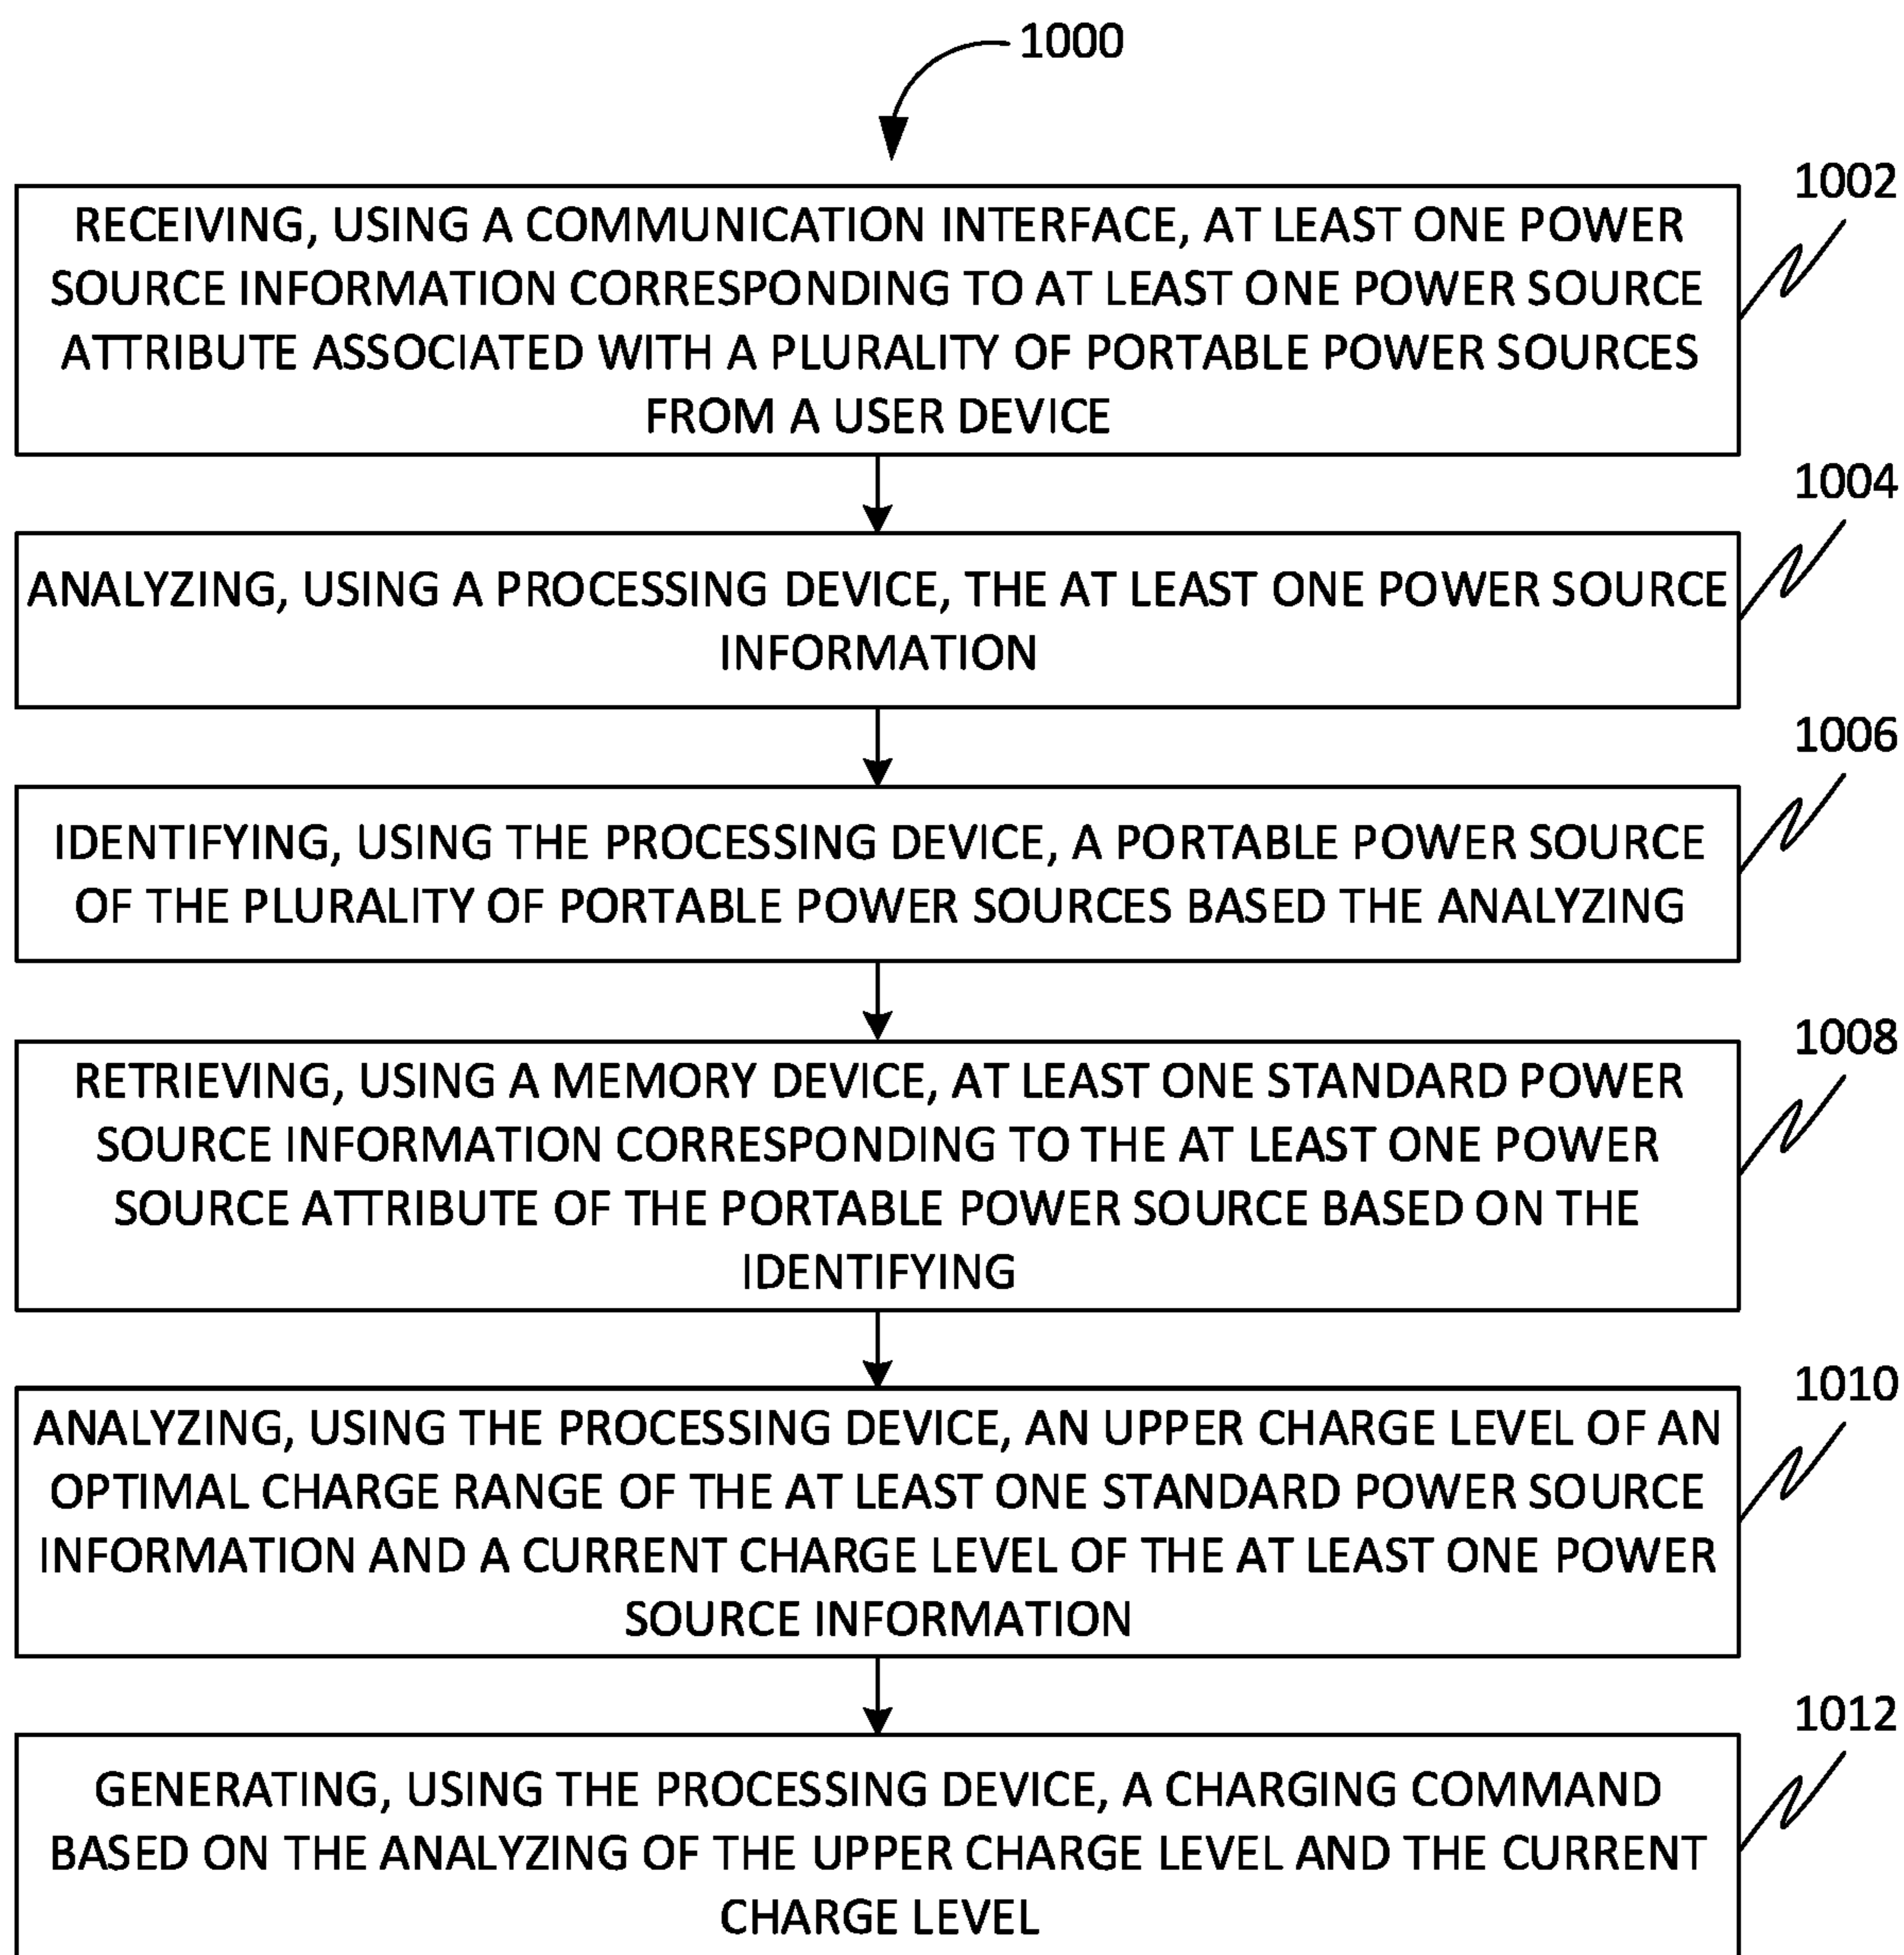 1000
1002
RECEIVING, USING A COMMUNICATION INTERFACE, AT LEAST ONE POWER
SOURCE INFORMATION CORRESPONDING TO AT LEAST ONE POWER SOURCE
ATTRIBUTE ASSOCIATED WITH A PLURALITY OF PORTABLE POWER SOURCES
FROM A USER DEVICE
1004
ANALYZING, USING A PROCESSING DEVICE, THE AT LEAST ONE POWER SOURCE
INFORMATION
1006
IDENTIFYING, USING THE PROCESSING DEVICE, A PORTABLE POWER SOURCE
OF THE PLURALITY OF PORTABLE POWER SOURCES BASED THE ANALYZING
1008
RETRIEVING, USING A MEMORY DEVICE, AT LEAST ONE STANDARD POWER
SOURCE INFORMATION CORRESPONDING TO THE AT LEAST ONE POWER
SOURCE ATTRIBUTE OF THE PORTABLE POWER SOURCE BASED ON THE
IDENTIFYING
1010
ANALYZING, USING THE PROCESSING DEVICE, AN UPPER CHARGE LEVEL OF AN
OPTIMAL CHARGE RANGE OF THE AT LEAST ONE STANDARD POWER SOURCE
INFORMATION AND A CURRENT CHARGE LEVEL OF THE AT LEAST ONE POWER
SOURCE INFORMATION
1012
GENERATING, USING THE PROCESSING DEVICE, A CHARGING COMMAND
BASED ON THE ANALYZING OF THE UPPER CHARGE LEVEL AND THE CURRENT
CHARGE LEVEL